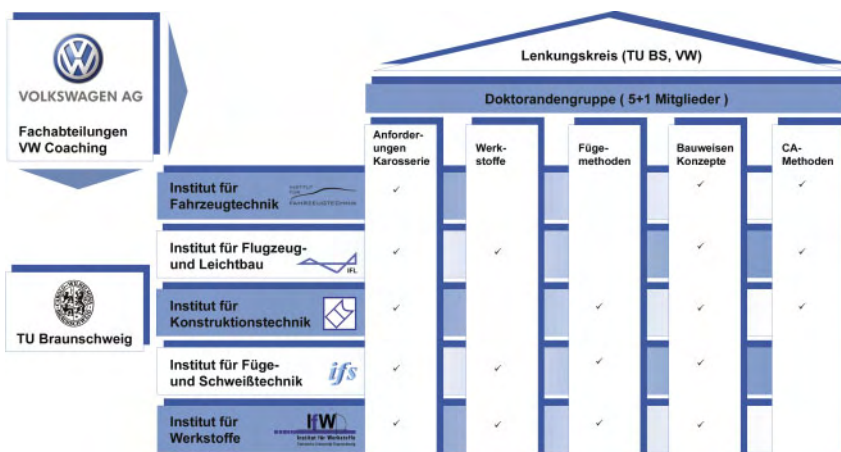 VOLKSWAGEN AG
Fachabteilungen
VW Coaching
Lenkungskreis (TU BS, VW)
Doktorandengruppe ( 5+1 Mitglieder )
Anforder-
ungen
Karosserie
Werk-
stoffe
Füge-
methoden
Bauweisen
Konzepte
CA-
Methoden
Institut für
Fahrzeugtechnik
INSTITUT
FÜR
FAHRZEUGTECHNIK
✓ ✓ ✓
Institut für Flugzeug-
und Leichtbau
IFL
✓ ✓ ✓ ✓
TU Braunschweig
Institut für
Konstruktionstechnik
✓ ✓ ✓ ✓
Institut für Füge-
und Schweißtechnik
ifs
✓ ✓ ✓ ✓
Institut für
Werkstoffe
IfW
Institut für Werkstoffe
✓ ✓ ✓ ✓